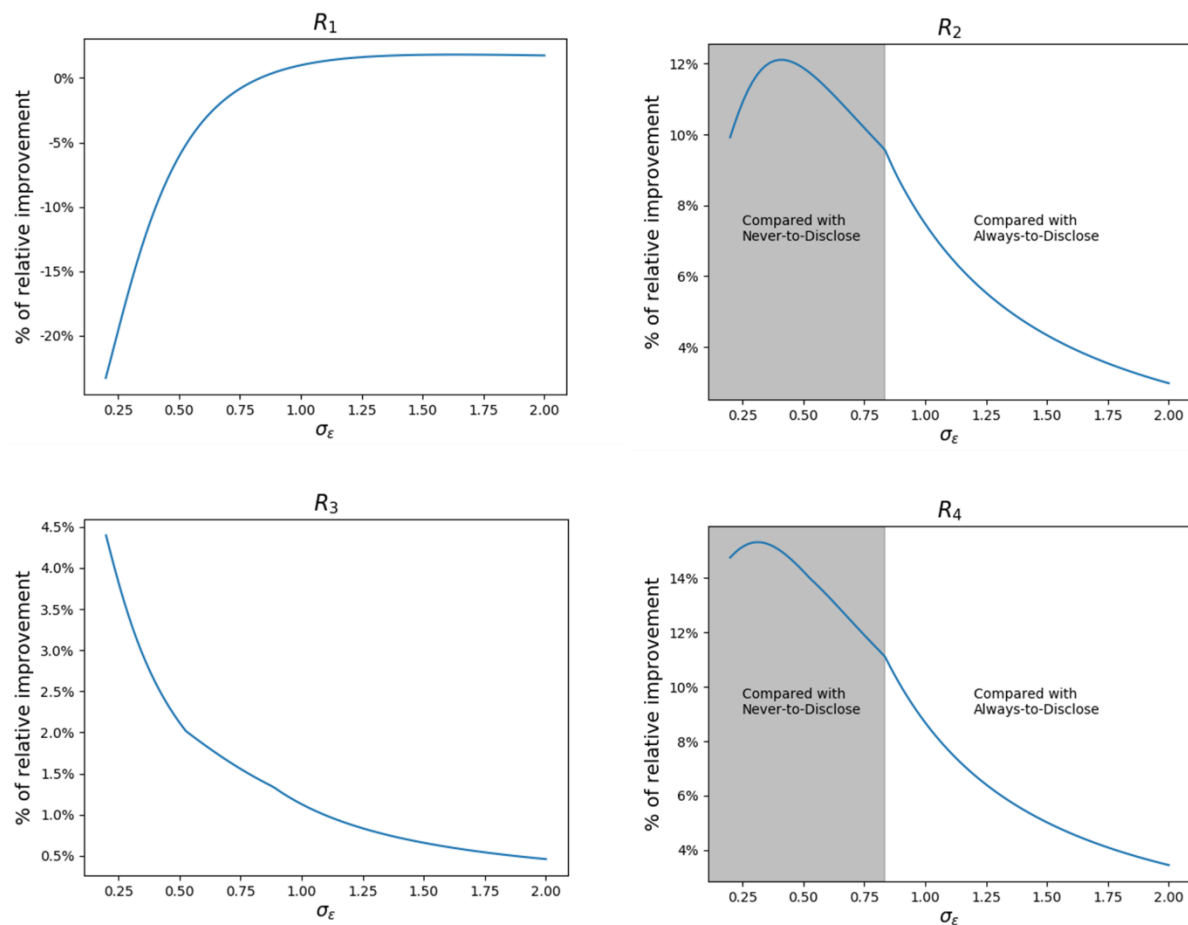 R₁
% of relative improvement
0%
-5%
-10%
-15%
-20%
0.25 0.50 0.75 1.00 1.25 1.50 1.75 2.00
σε
R₂
% of relative improvement
12%
10%
8%
6%
4%
Compared with
Never-to-Disclose
Compared with
Always-to-Disclose
0.25 0.50 0.75 1.00 1.25 1.50 1.75 2.00
σε
R₃
% of relative improvement
4.5%
4.0%
3.5%
3.0%
2.5%
2.0%
1.5%
1.0%
0.5%
0.25 0.50 0.75 1.00 1.25 1.50 1.75 2.00
σε
R₄
% of relative improvement
14%
12%
10%
8%
6%
4%
Compared with
Never-to-Disclose
Compared with
Always-to-Disclose
0.25 0.50 0.75 1.00 1.25 1.50 1.75 2.00
σε